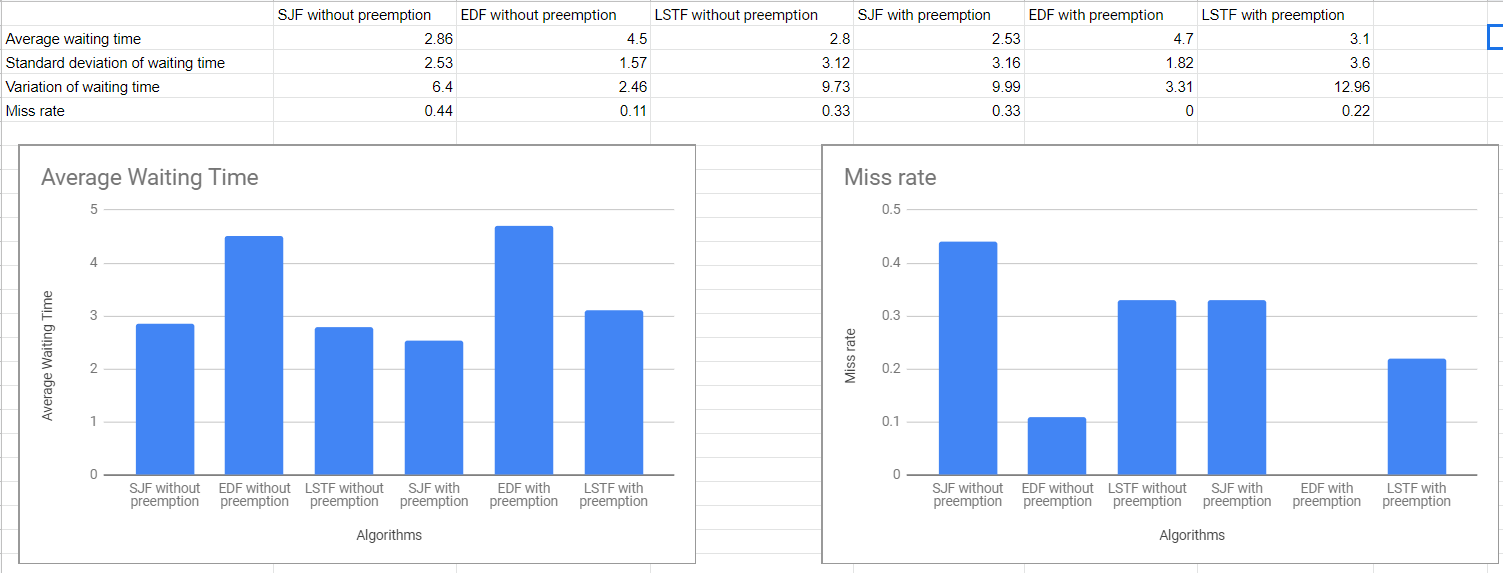 SJF without preemption EDF without preemption LSTF without preemption SJF with preemption EDF with preemption LSTF with preemption
Average waiting time 2.86 4.5 2.8 2.53 4.7 3.1
Standard deviation of waiting time 2.53 1.57 3.12 3.16 1.82 3.6
Variation of waiting time 6.4 2.46 9.73 9.99 3.31 12.96
Miss rate 0.44 0.11 0.33 0.33 0 0.22
Average Waiting Time
Average Waiting Time
5
4
3
2
1
0
SJF without EDF without LSTF without SJF with EDF with LSTF with
preemption preemption preemption preemption preemption preemption
Algorithms
Miss rate
Miss rate
0.5
0.4
0.3
0.2
0.1
0
SJF without EDF without LSTF without SJF with EDF with LSTF with
preemption preemption preemption preemption preemption preemption
Algorithms